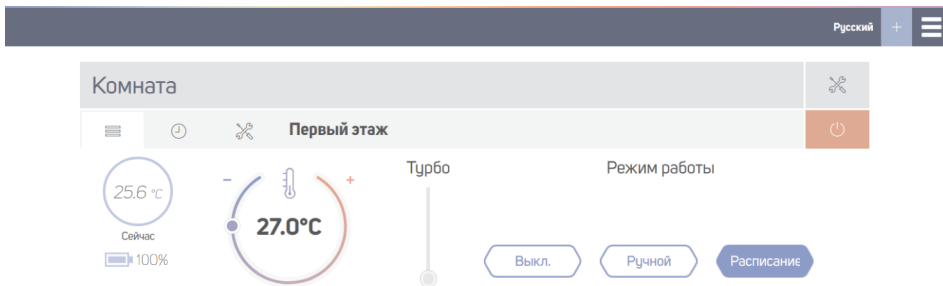 Русский +
Комната
Первый этаж
Турбо
Режим работы
25.6 °C
- +
27.0°C
Сейчас
100%
Выкл.
Ручной
Расписание